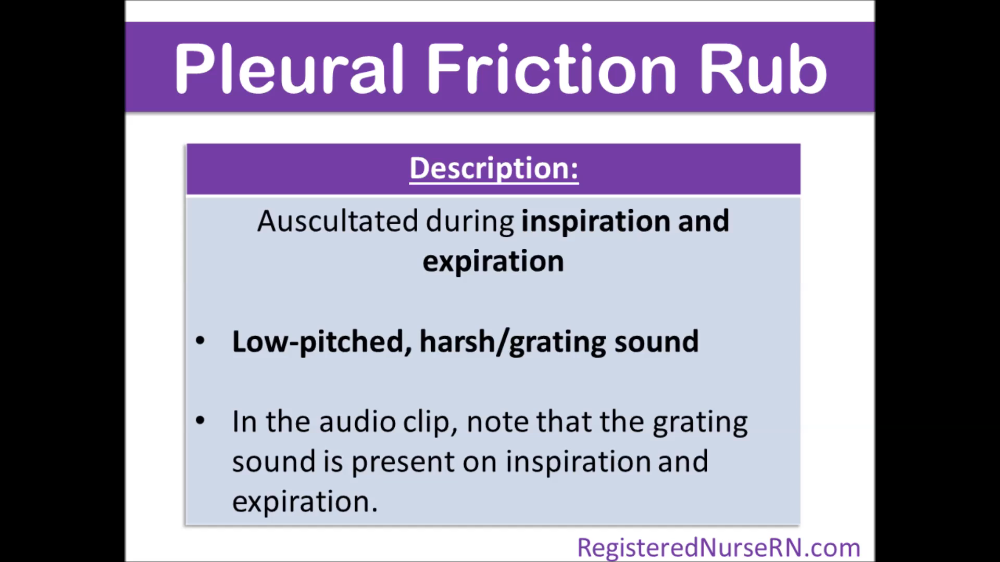 Pleural Friction Rub
Description:
Auscultated during inspiration and
expiration
• Low-pitched, harsh/grating sound
• In the audio clip, note that the grating
sound is present on inspiration and
expiration.
RegisteredNurseRN.com